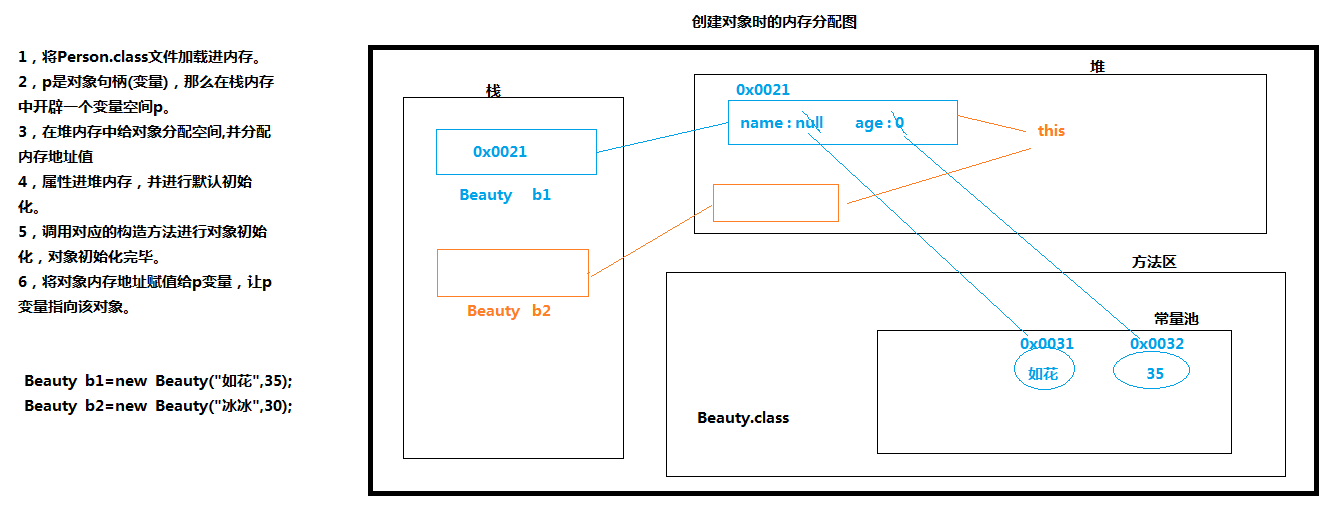 创建对象时的内存分配图
1，将Person.class文件加载进内存。
2，p是对象句柄(变量)，那么在栈内存
中开辟一个变量空间p。
3，在堆内存中给对象分配空间,并分配
内存地址值
4，属性进堆内存，并进行默认初始
化。
5，调用对应的构造方法进行对象初始
化，对象初始化完毕。
6，将对象内存地址赋值给p变量，让p
变量指向该对象。
Beauty b1=new Beauty("如花",35);
Beauty b2=new Beauty("冰冰",30);
栈
0x0021
Beauty b1
Beauty b2
堆
0x0021
name:null age:0
this
方法区
常量池
0x0031 0x0032
如花 35
Beauty.class